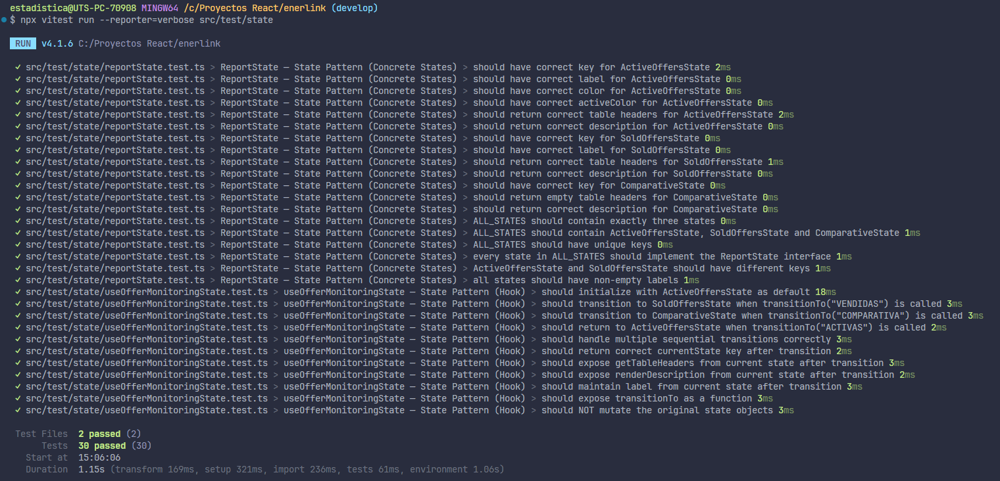 estadistica@UTS-PC-70908 MINGW64 /c/Proyectos React/enerlink (develop)
$ npx vitest run --reporter=verbose src/test/state
RUN v4.1.6 C:/Proyectos React/enerlink
✓ src/test/state/reportState.test.ts > ReportState — State Pattern (Concrete States) > should have correct key for ActiveOffersState 2ms
✓ src/test/state/reportState.test.ts > ReportState — State Pattern (Concrete States) > should have correct label for ActiveOffersState 0ms
✓ src/test/state/reportState.test.ts > ReportState — State Pattern (Concrete States) > should have correct color for ActiveOffersState 0ms
✓ src/test/state/reportState.test.ts > ReportState — State Pattern (Concrete States) > should have correct activeColor for ActiveOffersState 0ms
✓ src/test/state/reportState.test.ts > ReportState — State Pattern (Concrete States) > should return correct table headers for ActiveOffersState 2ms
✓ src/test/state/reportState.test.ts > ReportState — State Pattern (Concrete States) > should return correct description for ActiveOffersState 0ms
✓ src/test/state/reportState.test.ts > ReportState — State Pattern (Concrete States) > should have correct key for SoldOffersState 0ms
✓ src/test/state/reportState.test.ts > ReportState — State Pattern (Concrete States) > should have correct label for SoldOffersState 0ms
✓ src/test/state/reportState.test.ts > ReportState — State Pattern (Concrete States) > should return correct table headers for SoldOffersState 1ms
✓ src/test/state/reportState.test.ts > ReportState — State Pattern (Concrete States) > should return correct description for SoldOffersState 0ms
✓ src/test/state/reportState.test.ts > ReportState — State Pattern (Concrete States) > should have correct key for ComparativeState 0ms
✓ src/test/state/reportState.test.ts > ReportState — State Pattern (Concrete States) > should return empty table headers for ComparativeState 0ms
✓ src/test/state/reportState.test.ts > ReportState — State Pattern (Concrete States) > should return correct description for ComparativeState 0ms
✓ src/test/state/reportState.test.ts > ReportState — State Pattern (Concrete States) > ALL_STATES should contain exactly three states 0ms
✓ src/test/state/reportState.test.ts > ReportState — State Pattern (Concrete States) > ALL_STATES should contain ActiveOffersState, SoldOffersState and ComparativeState 1ms
✓ src/test/state/reportState.test.ts > ReportState — State Pattern (Concrete States) > ALL_STATES should have unique keys 0ms
✓ src/test/state/reportState.test.ts > ReportState — State Pattern (Concrete States) > every state in ALL_STATES should implement the ReportState interface 1ms
✓ src/test/state/reportState.test.ts > ReportState — State Pattern (Concrete States) > ActiveOffersState and SoldOffersState should have different keys 1ms
✓ src/test/state/reportState.test.ts > ReportState — State Pattern (Concrete States) > all states should have non-empty labels 1ms
✓ src/test/state/useOfferMonitoringState.test.ts > useOfferMonitoringState — State Pattern (Hook) > should initialize with ActiveOffersState as default 18ms
✓ src/test/state/useOfferMonitoringState.test.ts > useOfferMonitoringState — State Pattern (Hook) > should transition to SoldOffersState when transitionTo("VENDIDAS") is called 3ms
✓ src/test/state/useOfferMonitoringState.test.ts > useOfferMonitoringState — State Pattern (Hook) > should transition to ComparativeState when transitionTo("COMPARATIVA") is called 3ms
✓ src/test/state/useOfferMonitoringState.test.ts > useOfferMonitoringState — State Pattern (Hook) > should return to ActiveOffersState when transitionTo("ACTIVAS") is called 2ms
✓ src/test/state/useOfferMonitoringState.test.ts > useOfferMonitoringState — State Pattern (Hook) > should handle multiple sequential transitions correctly 3ms
✓ src/test/state/useOfferMonitoringState.test.ts > useOfferMonitoringState — State Pattern (Hook) > should return correct currentState key after transition 2ms
✓ src/test/state/useOfferMonitoringState.test.ts > useOfferMonitoringState — State Pattern (Hook) > should expose getTableHeaders from current state after transition 3ms
✓ src/test/state/useOfferMonitoringState.test.ts > useOfferMonitoringState — State Pattern (Hook) > should expose renderDescription from current state after transition 2ms
✓ src/test/state/useOfferMonitoringState.test.ts > useOfferMonitoringState — State Pattern (Hook) > should maintain label from current state after transition 3ms
✓ src/test/state/useOfferMonitoringState.test.ts > useOfferMonitoringState — State Pattern (Hook) > should expose transitionTo as a function 3ms
✓ src/test/state/useOfferMonitoringState.test.ts > useOfferMonitoringState — State Pattern (Hook) > should NOT mutate the original state objects 3ms
Test Files 2 passed (2)
Tests 30 passed (30)
Start at 15:06:06
Duration 1.15s (transform 169ms, setup 321ms, import 236ms, tests 61ms, environment 1.06s)